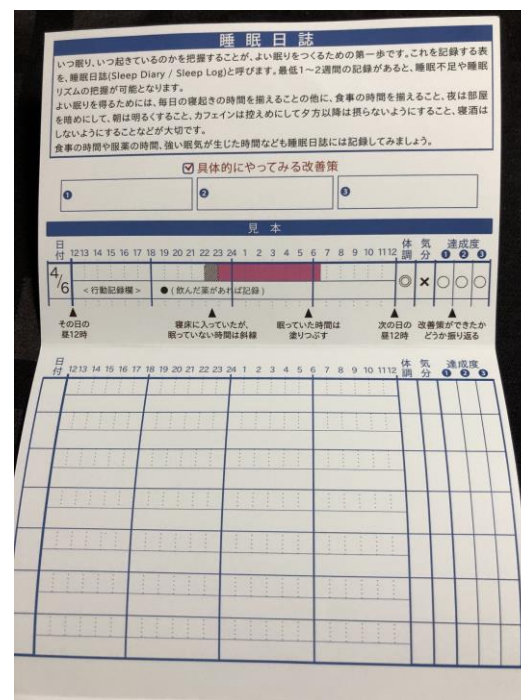 睡眠日誌
いつ眠り、いつ起きているのかを把握することが、よい眠りをつくるための第一歩です。これを記録する表
を、睡眠日誌(Sleep Diary / Sleep Log)と呼びます。最低1～2週間の記録があると、睡眠不足や睡眠
リズムの把握が可能となります。
よい眠りを得るためには、毎日の寝起きの時間を揃えることの他に、食事の時間を揃えること、夜は部屋
を暗めにして、朝は明るくすること、カフェインは控えめにして夕方以降は摂らないようにすること、寝酒は
しないようにすることなどが大切です。
食事の時間や服薬の時間、強い眠気が生じた時間なども睡眠日誌には記録してみましょう。
☑具体的にやってみる改善策
❶ ❷ ❸
見本
日付 12 13 14 15 16 17 18 19 20 21 22 23 24 1 2 3 4 5 6 7 8 9 10 11 12 体調 気分 達成度 ❶ ❷ ❸
4/6 ◎ × ○ ○ ○
<行動記録欄> ●(飲んだ薬があれば記録)
▲ ▲ ▲ ▲ ▲
その日の 寝床に入っていたが、 眠っていた時間は 次の日の 改善策ができたか
昼12時 眠っていない時間は斜線 塗りつぶす 昼12時 どうか振り返る
日付 12 13 14 15 16 17 18 19 20 21 22 23 24 1 2 3 4 5 6 7 8 9 10 11 12 体調 気分 達成度 ❶ ❷ ❸